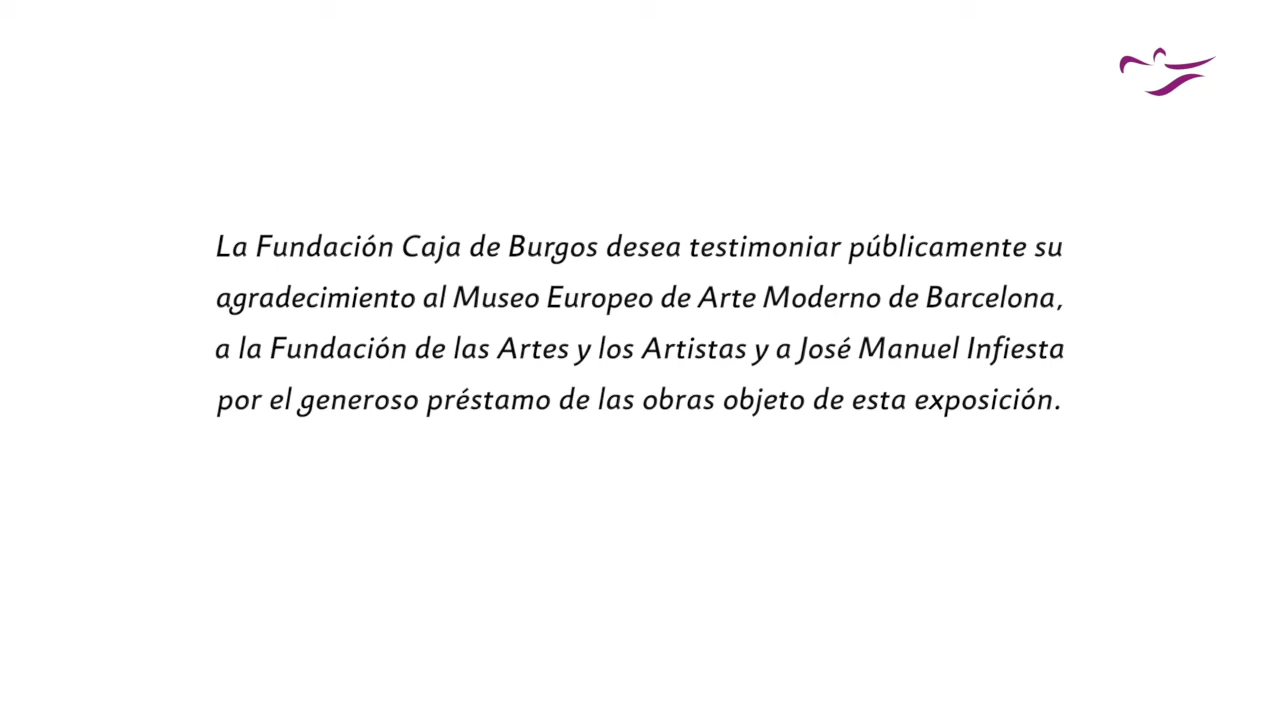 La Fundación Caja de Burgos desea testimoniar públicamente su
agradecimiento al Museo Europeo de Arte Moderno de Barcelona,
a la Fundación de las Artes y los Artistas y a José Manuel Infiesta
por el generoso préstamo de las obras objeto de esta exposición.